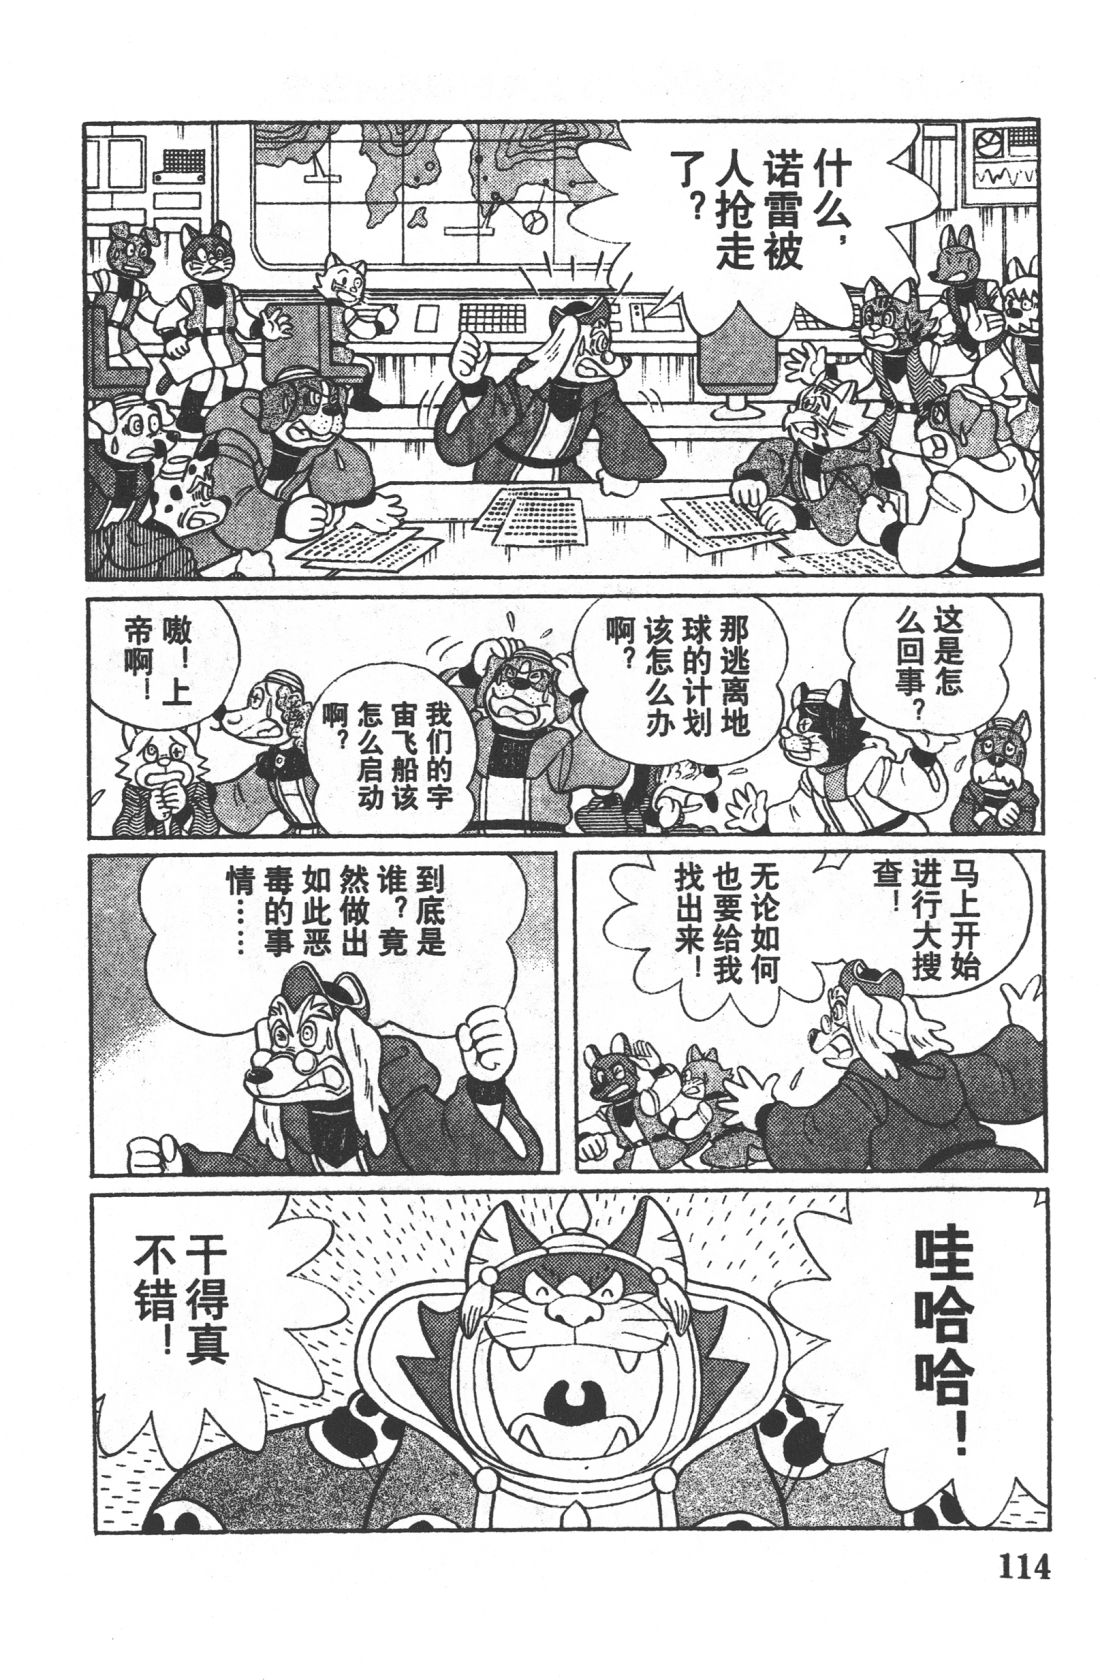 什么，
诺雷被
人抢走
了？
这是怎
么回事？
那逃离地
球的计划
该怎么办
啊？
我们的宇
宙飞船该
怎么启动
啊？
嗷！上
帝啊！
马上开始
进行大搜
查！
无论如何
也要给我
找出来！
到底是
谁？竟
然做出
如此恶
毒的事
情……
哇哈哈！
干得真
不错！
114